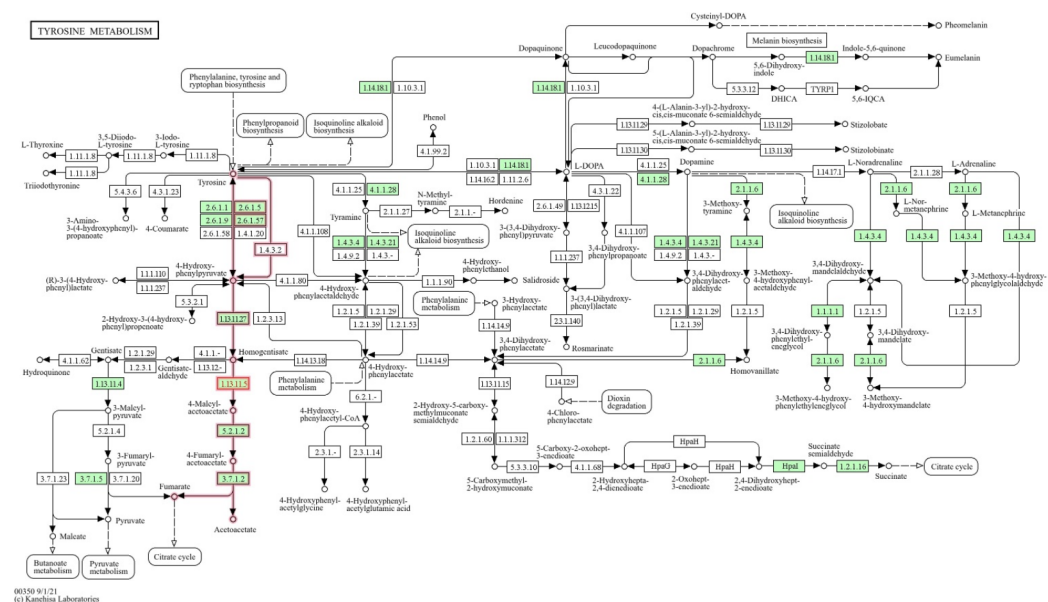 TYROSINE METABOLISM
Cysteinyl-DOPA
Pheomelanin
Dopaquinone
Leucodopaquinone
Dopachrome
Melanin biosynthesis
5,6-Dihydroxy-
indole
1.14.18.1
Indole-5,6-quinone
Eumelanin
Phenylalanine, tyrosine and
ryptophan biosynthesis
1.14.18.1
1.10.3.1
1.14.18.1
1.10.3.1
5.3.3.12
DHICA
TYRP1
5,6-IQCA
Phenylpropanoid
biosynthesis
Isoquinoline alkaloid
biosynthesis
Phenol
4.1.99.2
4-(L-Alanin-3-yl)-2-hydroxy-
cis,cis-muconate 6-semialdehyde
1.13.11.29
1.13.11.29
Stizolobate
5-(L-Alanin-3-yl)-2-hydroxy-
cis,cis-muconate 6-semialdehyde
1.13.11.30
1.13.11.30
Stizolobinate
L-Thyroxine
3,5-Diiodo-
L-tyrosine
3-Iodo-
L-tyrosine
1.11.1.8
1.11.1.8
1.11.1.8
1.11.1.8
Triiodothyronine
Tyrosine
1.10.3.1
1.14.18.1
1.14.16.2
1.11.2.6
L-DOPA
4.1.1.25
4.1.1.28
Dopamine
1.14.17.1
L-Noradrenaline
2.1.1.28
L-Adrenaline
5.4.3.6
4.3.1.23
3-Amino-
3-(4-hydroxyphenyl)-
propanoate
4-Coumarate
2.6.1.1
2.6.1.5
2.6.1.9
2.6.1.57
2.6.1.58
1.4.1.20
1.4.3.2
4.1.1.25
4.1.1.28
Tyramine
2.1.1.27
N-Methyl-
tyramine
2.1.1.-
Hordenine
4.1.1.108
1.4.3.4
1.4.3.21
1.4.9.2
1.4.3.-
Isoquinoline
alkaloid biosynthesis
2.6.1.49
1.13.12.15
4.3.1.22
3-(3,4-Dihydroxy-
phenyl)pyruvate
3,4-Dihydroxy-
phenylpropanoate
4.1.1.107
1.1.1.237
1.4.3.4
1.4.3.21
1.4.9.2
1.4.3.-
2.1.1.6
3-Methoxy-
tyramine
1.4.3.4
Isoquinoline
alkaloid biosynthesis
2.1.1.6
L-Nor-
metanephrine
2.1.1.6
L-Metanephrine
1.4.3.4
1.4.3.4
1.4.3.4
1.4.3.4
(R)-3-(4-Hydroxy-
phenyl)lactate
1.1.1.110
1.1.1.237
4-Hydroxy-
phenylpyruvate
4.1.1.80
4-Hydroxy-
phenylacetaldehyde
1.1.1.90
4-Hydroxy-
phenylethanol
Salidroside
3-(3,4-Dihydroxy-
phenyl)lactate
3,4-Dihydroxy-
phenylacet-
aldehyde
3-Methoxy-
4-hydroxyphenyl-
acetaldehyde
3,4-Dihydroxy-
mandelaldehyde
3-Methoxy-4-hydroxy-
phenylglycolaldehyde
5.3.2.1
2-Hydroxy-3-(4-hydroxy-
phenyl)propenoate
1.13.11.27
1.2.3.13
1.2.1.5
1.2.1.29
1.2.1.39
1.2.1.53
Phenylalanine
metabolism
3-Hydroxy-
phenylacetate
1.14.14.9
3,4-Dihydroxy-
phenylacetate
2.3.1.140
Rosmarinate
1.2.1.5
1.2.1.29
1.2.1.39
1.2.1.5
1.1.1.1
1.2.1.5
1.2.1.5
3,4-Dihydroxy-
phenylethylene-
glycol
3,4-Dihydroxy-
mandelate
Hydroquinone
4.1.1.62
Gentisate
1.2.1.29
1.2.3.1
Gentisate-
aldehyde
4.1.1.-
1.13.12.-
Homogentisate
1.14.13.18
4-Hydroxy-
phenylacetate
1.14.14.9
2.1.1.6
Homovanillate
2.1.1.6
2.1.1.6
3-Methoxy-4-hydroxy-
phenylethyleneglycol
3-Methoxy-
4-hydroxymandelate
1.13.11.4
1.13.11.5
Phenylalanine
metabolism
6.2.1.-
1.13.11.15
1.14.12.9
4-Chloro-
phenylacetate
Dioxin
degradation
3-Maleyl-
pyruvate
4-Maleyl-
acetoacetate
4-Hydroxy-
phenylacetyl-CoA
2-Hydroxy-5-carboxy-
methylmuconate
semialdehyde
5.2.1.4
5.2.1.2
2.3.1.-
2.3.1.14
1.2.1.60
1.1.1.312
3-Fumaryl-
pyruvate
4-Fumaryl-
acetoacetate
5-Carboxy-2-oxohept-
3-enedioate
HpaH
Succinate
semialdehyde
3.7.1.23
3.7.1.5
3.7.1.20
Fumarate
3.7.1.2
4-Hydroxyphenyl-
acetylglycine
4-Hydroxyphenyl-
acetylglutamic acid
5.3.3.10
4.1.1.68
HpaG
HpaH
HpaI
1.2.1.16
Citrate cycle
5-Carboxymethyl-
2-hydroxymuconate
2-Hydroxyhepta-
2,4-dienedioate
2-Oxohept-
3-enedioate
2,4-Dihydroxyhept-
2-enedioate
Succinate
Pyruvate
Acetoacetate
Maleate
Butanoate
metabolism
Pyruvate
metabolism
Citrate cycle
00350 9/1/21
(c) Kanehisa Laboratories